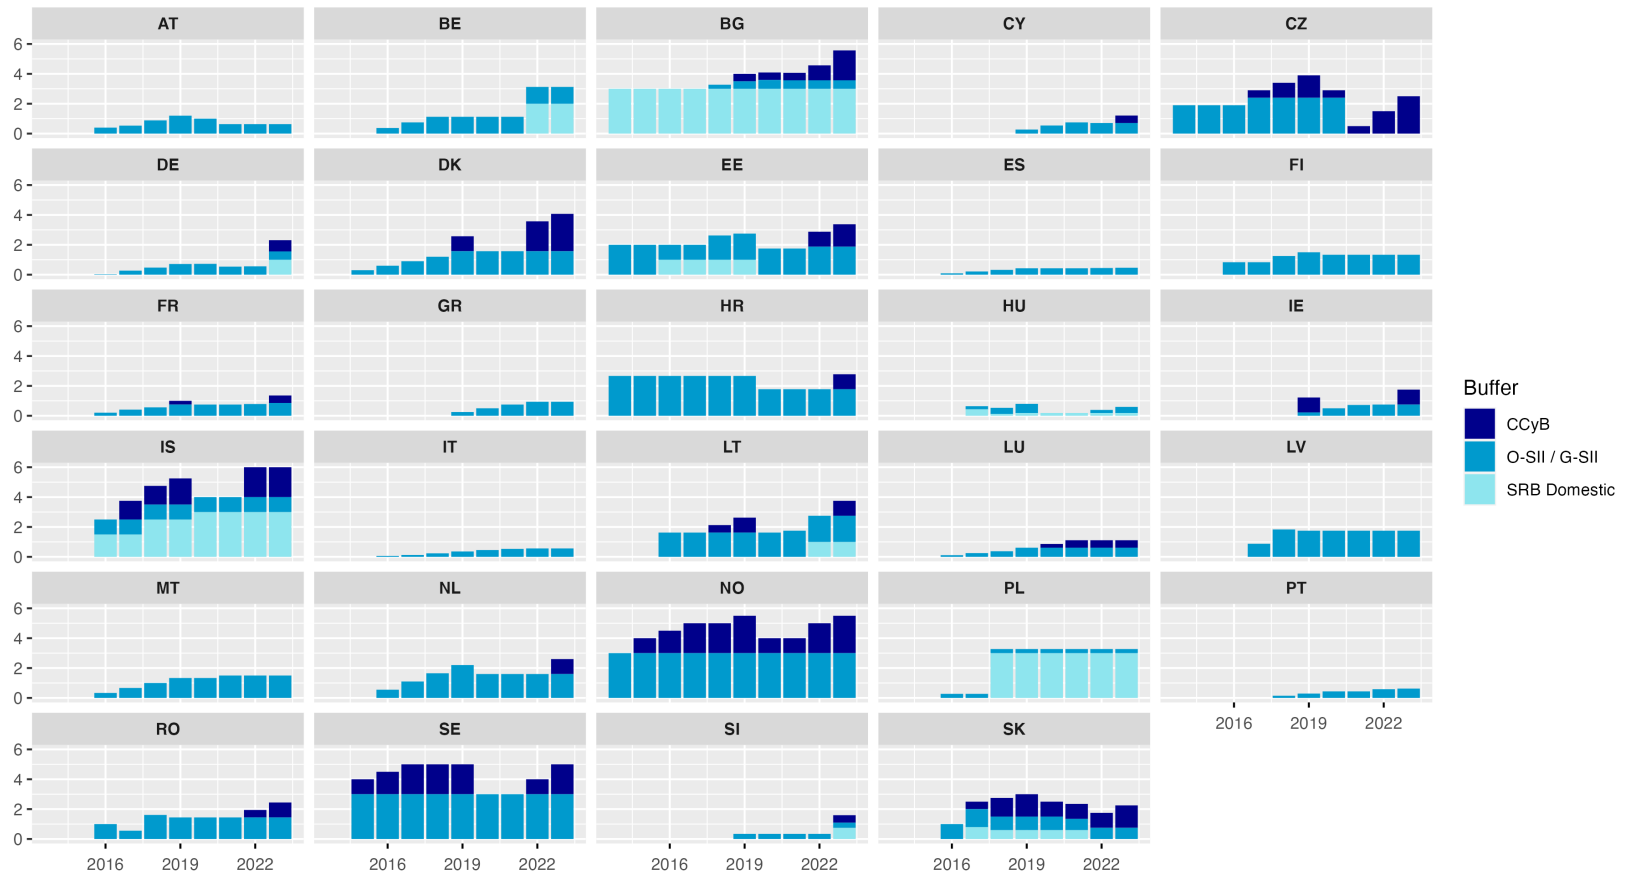 AT BE BG CY CZ
6
4
2
0
DE DK EE ES FI
6
4
2
0
FR GR HR HU IE
6
4
2
0
IS IT LT LU LV
6
4
2
0
MT NL NO PL PT
6
4
2
0
2016 2019 2022
RO SE SI SK
6
4
2
0
2016 2019 2022 2016 2019 2022 2016 2019 2022 2016 2019 2022
Buffer
CCyB
O-SII / G-SII
SRB Domestic